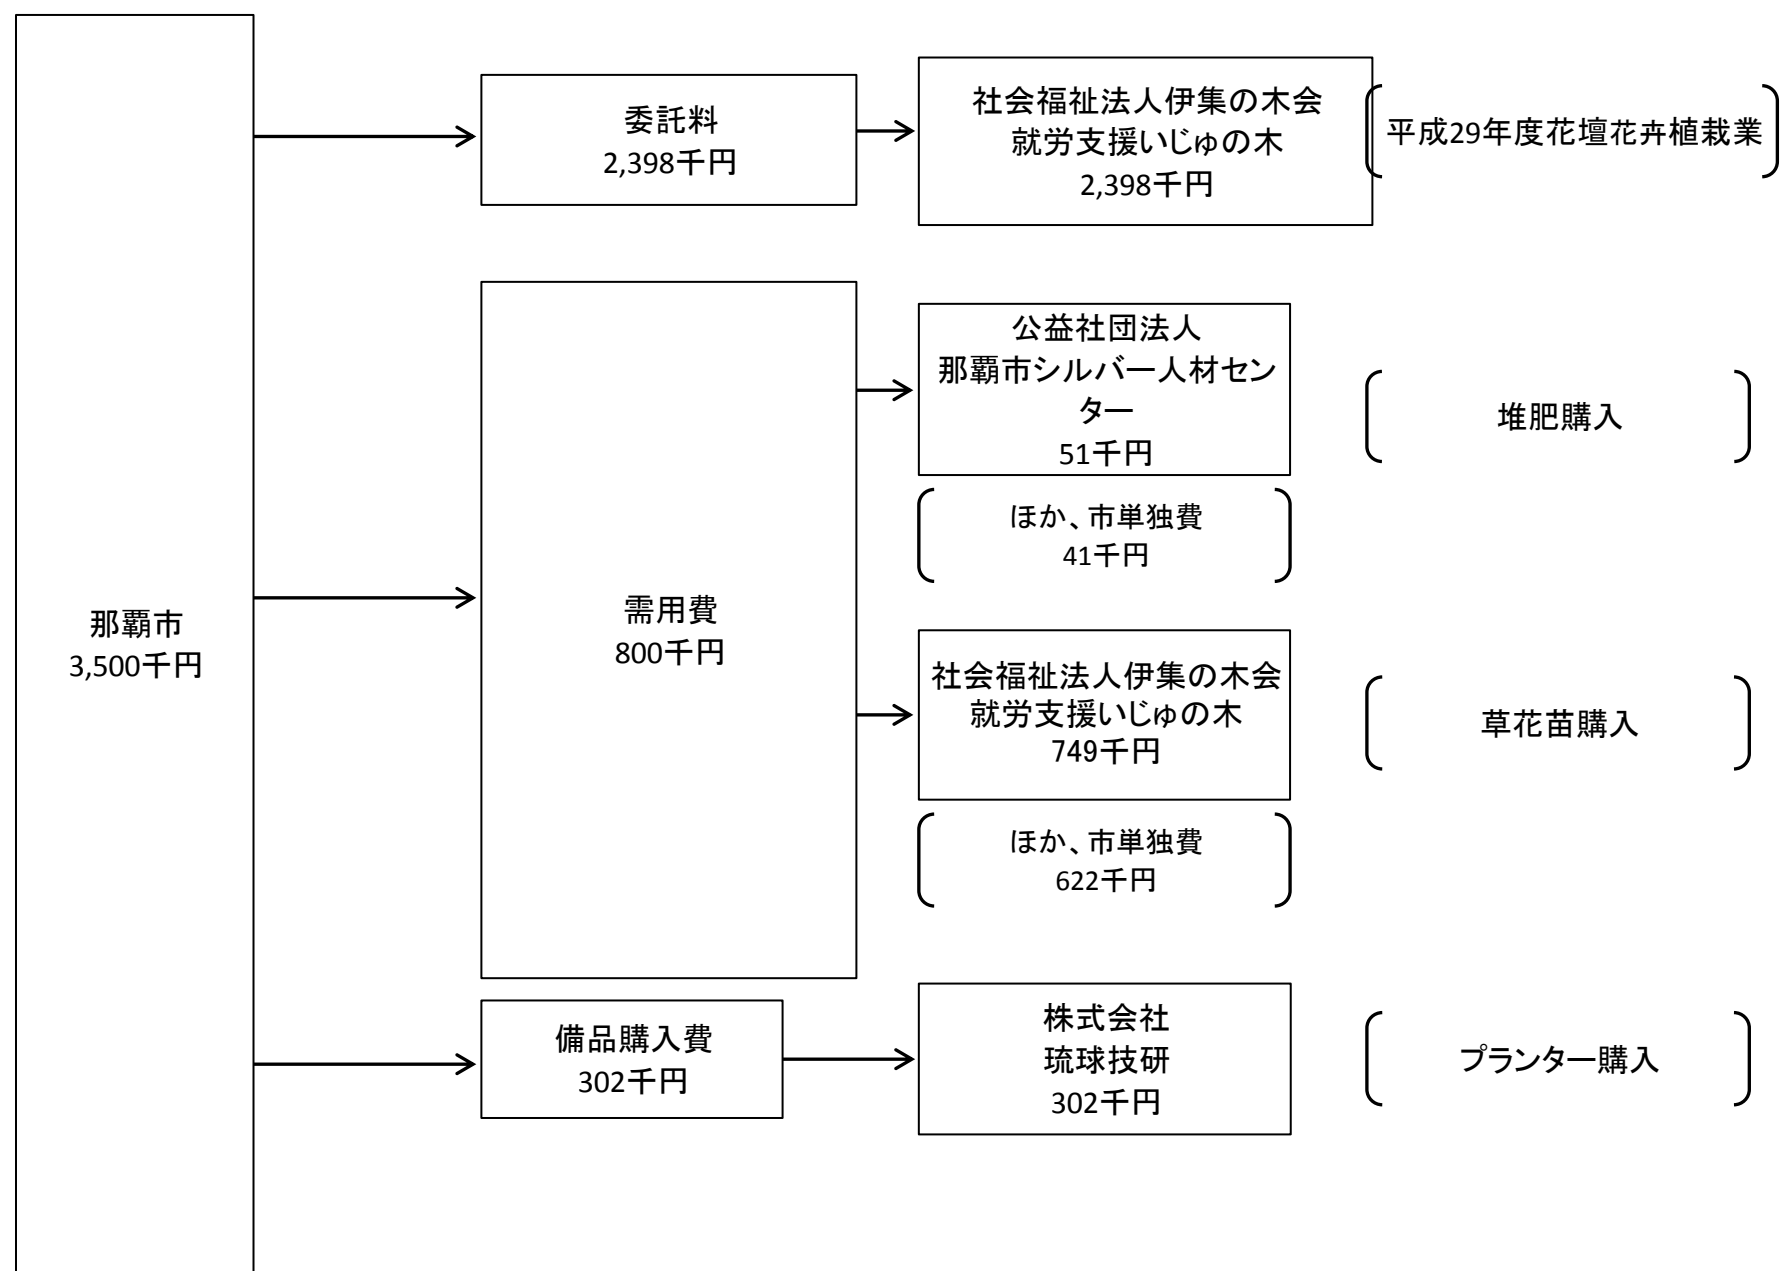 那覇市
3,500千円
委託料
2,398千円
社会福祉法人伊集の木会
就労支援いじゅの木
2,398千円
平成29年度花壇花卉植栽業
需用費
800千円
公益社団法人
那覇市シルバー人材セン
ター
51千円
堆肥購入
ほか、市単独費
41千円
社会福祉法人伊集の木会
就労支援いじゅの木
749千円
草花苗購入
ほか、市単独費
622千円
備品購入費
302千円
株式会社
琉球技研
302千円
プランター購入